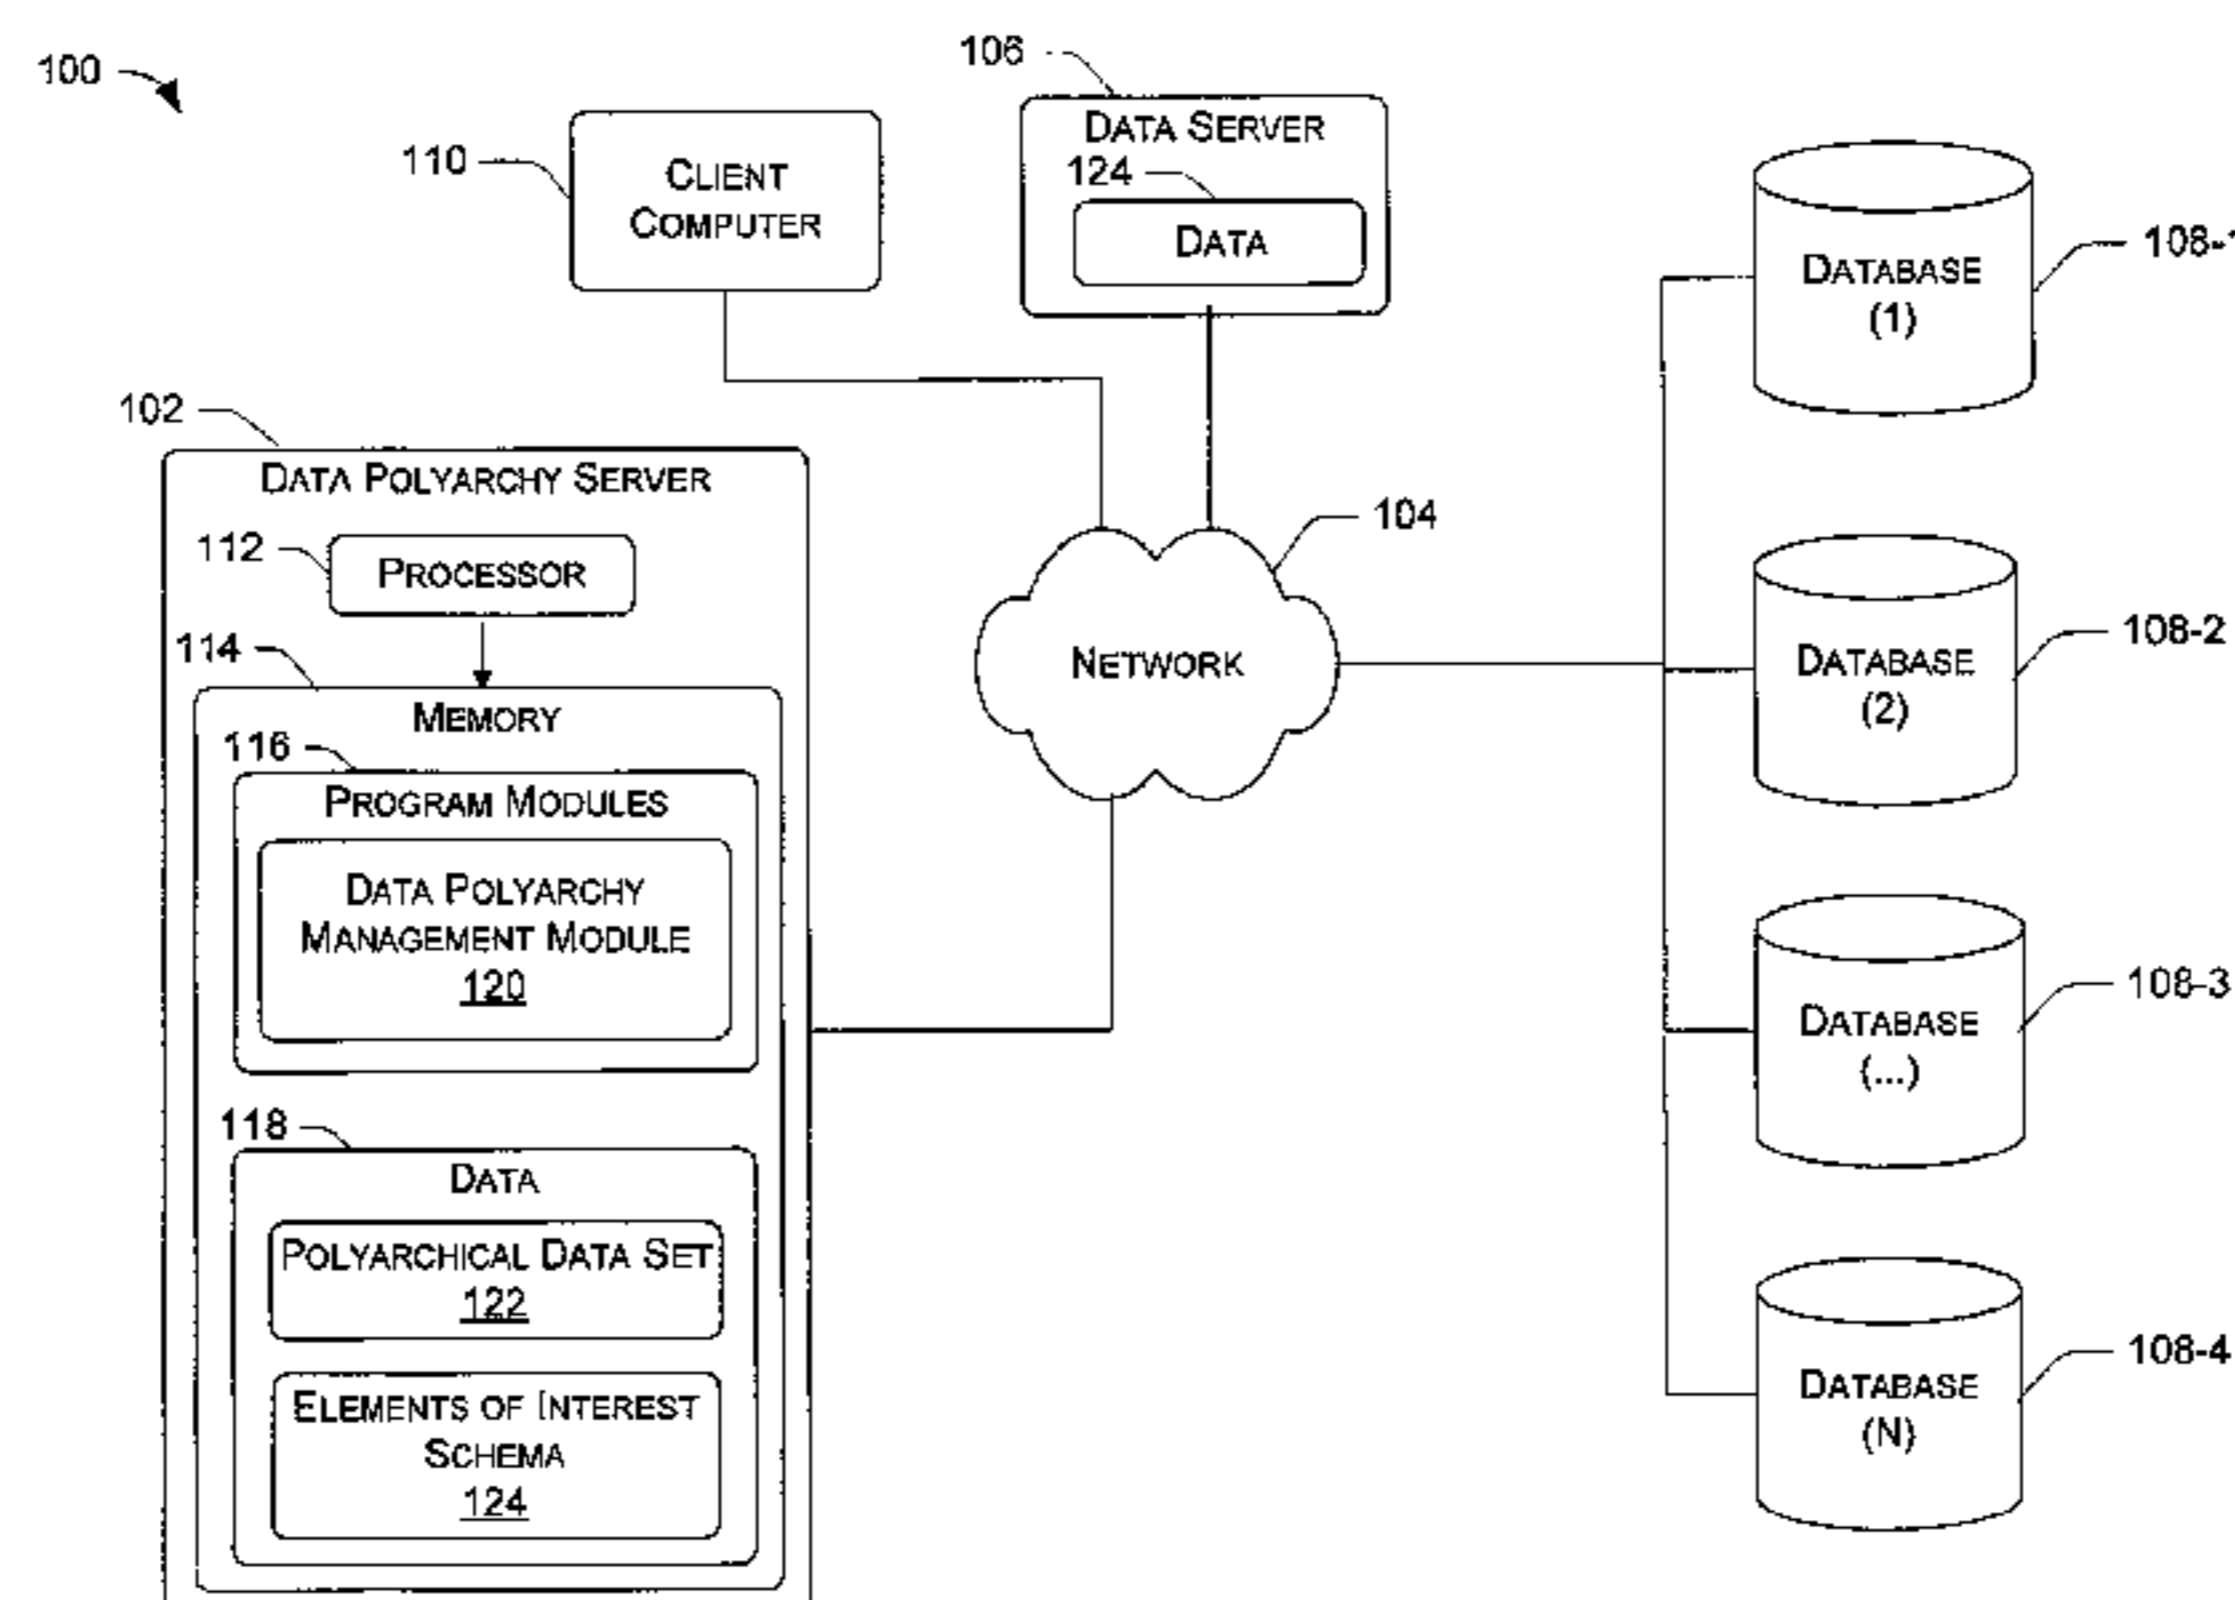 100
106
DATA SERVER
124
DATA
110
CLIENT
COMPUTER
DATABASE
(1)
108-1
102
DATA POLYARCHY SERVER
112
PROCESSOR
104
NETWORK
114
MEMORY
116
PROGRAM MODULES
DATA POLYARCHY
MANAGEMENT MODULE
120
118
DATA
POLYARCHICAL DATA SET
122
ELEMENTS OF INTEREST
SCHEMA
124
DATABASE
(2)
108-2
DATABASE
(...)
108-3
DATABASE
(N)
108-4